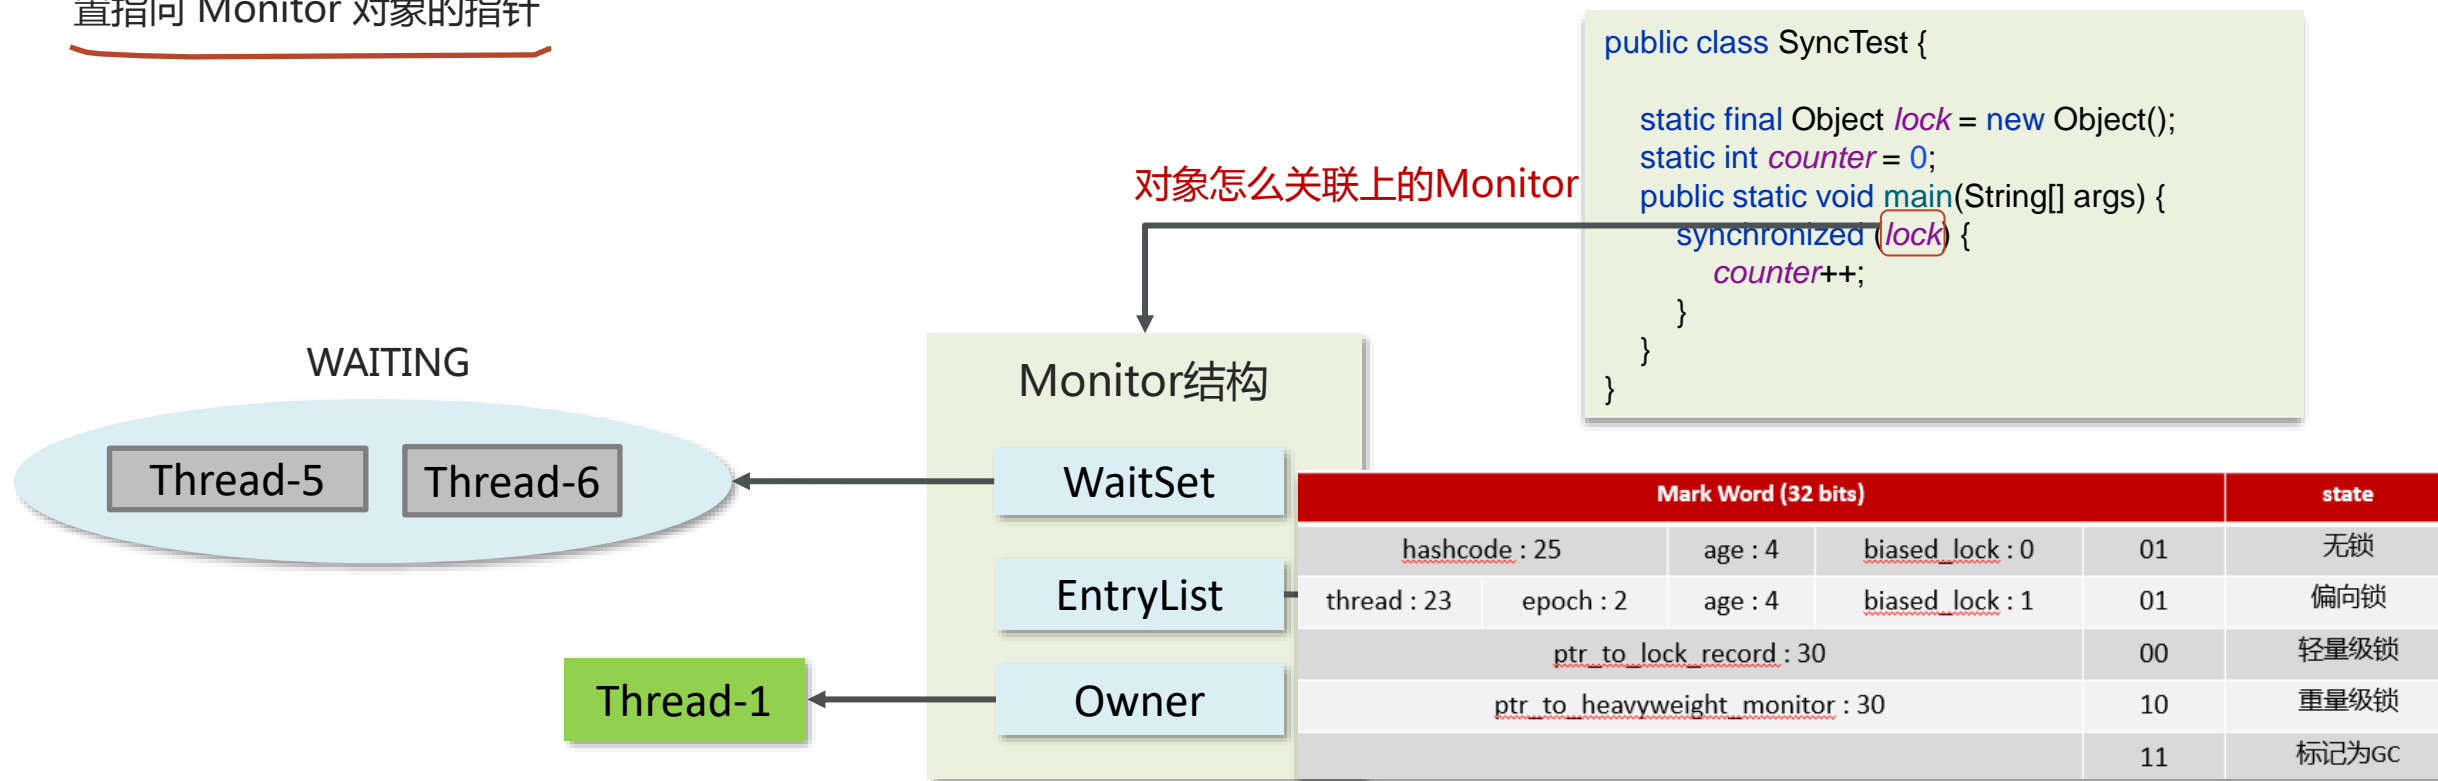 置指向 Monitor 对象的指针
public class SyncTest {
static final Object lock = new Object();
static int counter = 0;
public static void main(String[] args) {
synchronized (lock) {
counter++;
}
}
}
对象怎么关联上的Monitor
WAITING
Thread-5 Thread-6
Monitor结构
WaitSet
EntryList
Owner
Thread-1
Mark Word (32 bits) state
hashcode : 25 age : 4 biased_lock : 0 01 无锁
thread : 23 epoch : 2 age : 4 biased_lock : 1 01 偏向锁
ptr_to_lock_record : 30 00 轻量级锁
ptr_to_heavyweight_monitor : 30 10 重量级锁
11 标记为GC